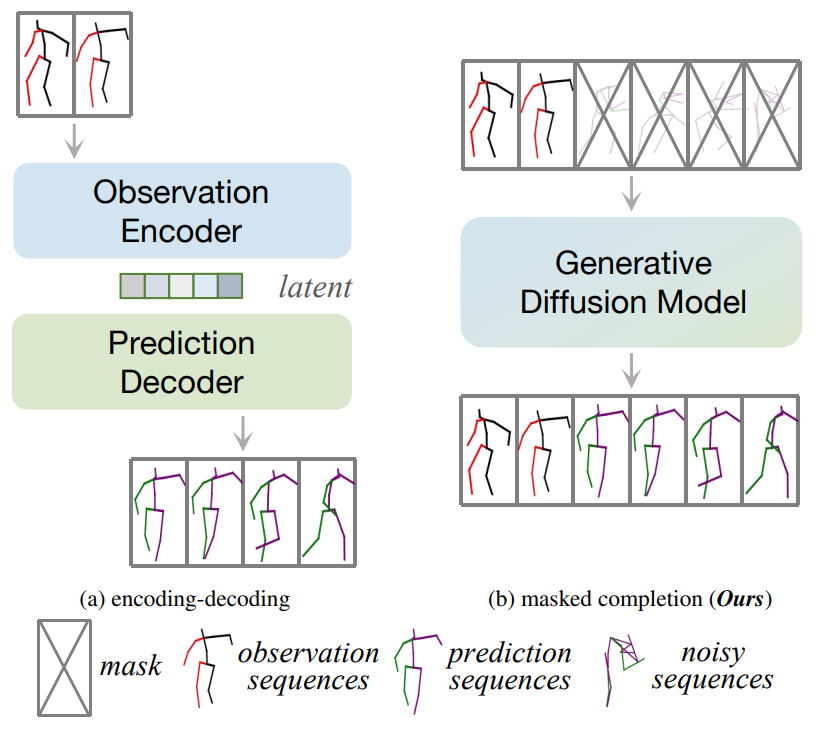 Observation
Encoder
latent
Prediction
Decoder
(a) encoding-decoding
Generative
Diffusion Model
(b) masked completion (Ours)
mask
observation
sequences
prediction
sequences
noisy
sequences